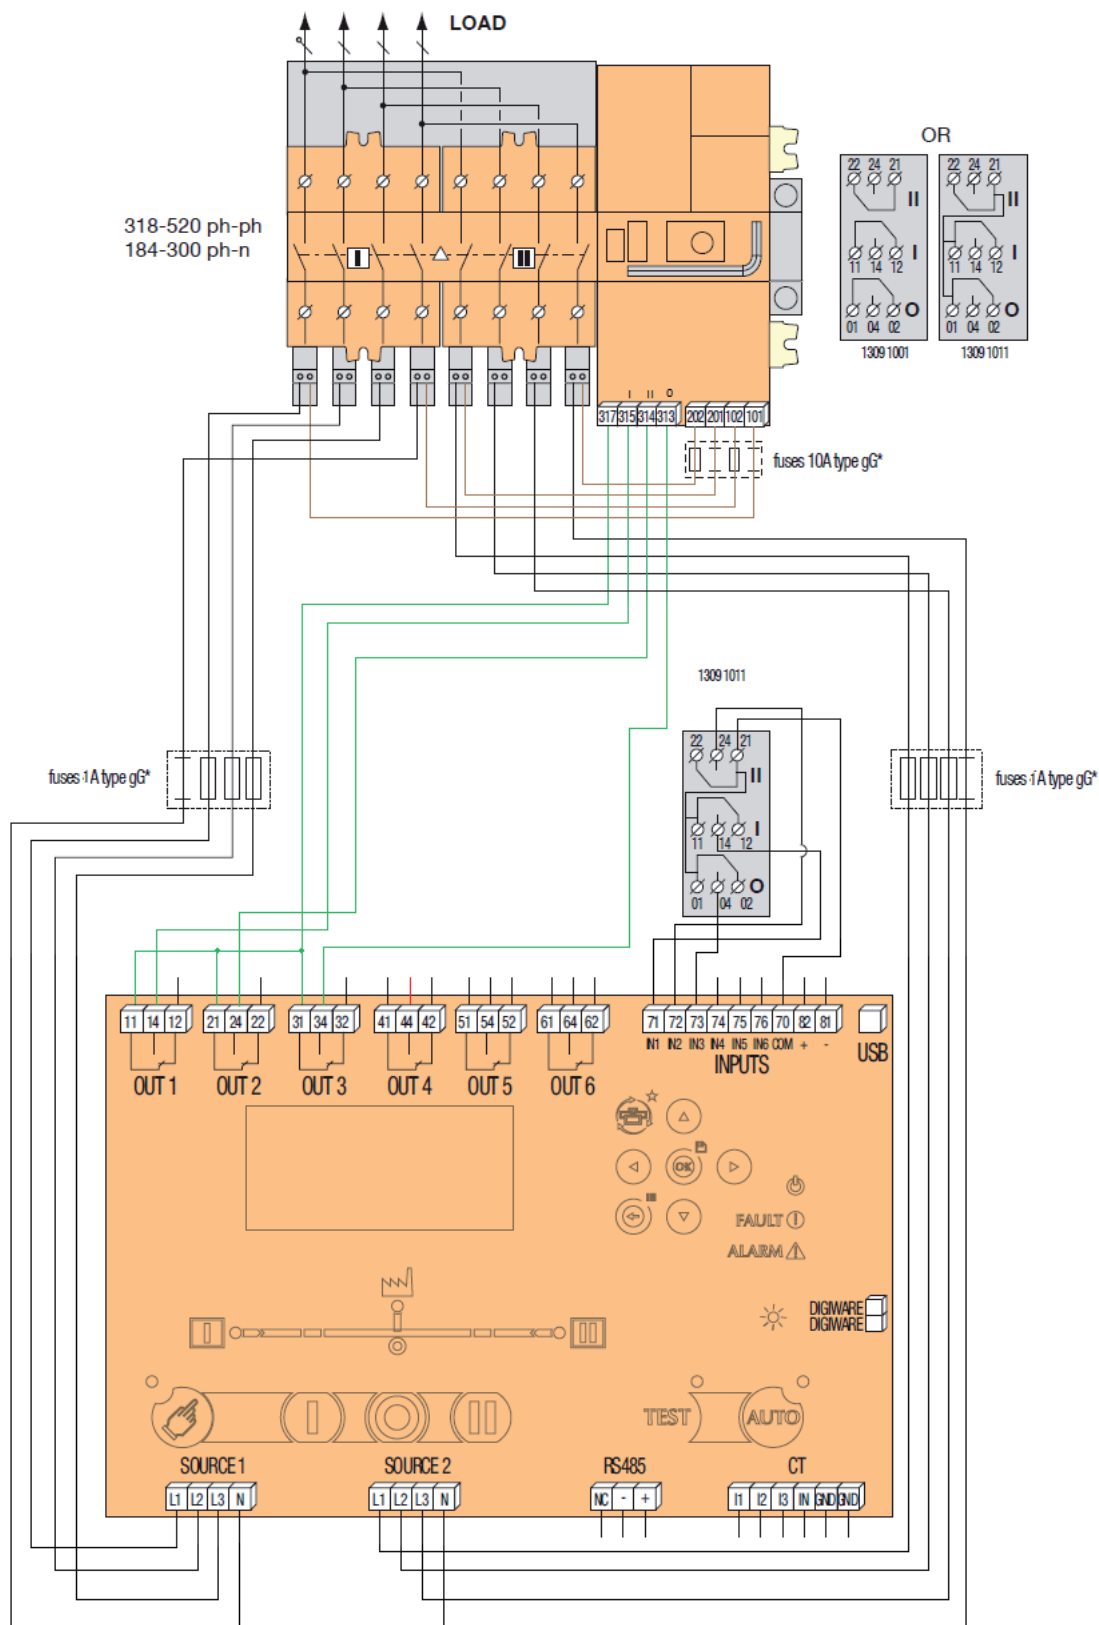 LOAD
318-520 ph-ph
184-300 ph-n
OR
22 24 21
II
11 14 12
I
01 04 02
O
1309 1001
22 24 21
II
11 14 12
I
01 04 02
O
1309 1011
I II O
317 315 314 313 202 201 102 101
fuses 10A type gG*
1309 1011
22 24 21
II
11 14 12
I
01 04 02
O
fuses 1A type gG*
fuses 1A type gG*
11 14 12
21 24 22
31 34 32
41 44 42
51 54 52
61 64 62
71 72 73 74 75 76 70 82 81
IN1 IN2 IN3 IN4 IN5 IN6 COM + -
OUT 1
OUT 2
OUT 3
OUT 4
OUT 5
OUT 6
INPUTS
USB
OK
FAULT
ALARM
DIGIWARE
DIGIWARE
I
II
I
II
TEST
AUTO
SOURCE 1
SOURCE 2
RS485
CT
L1 L2 L3 N
L1 L2 L3 N
NC - +
I1 I2 I3 IN GND GND